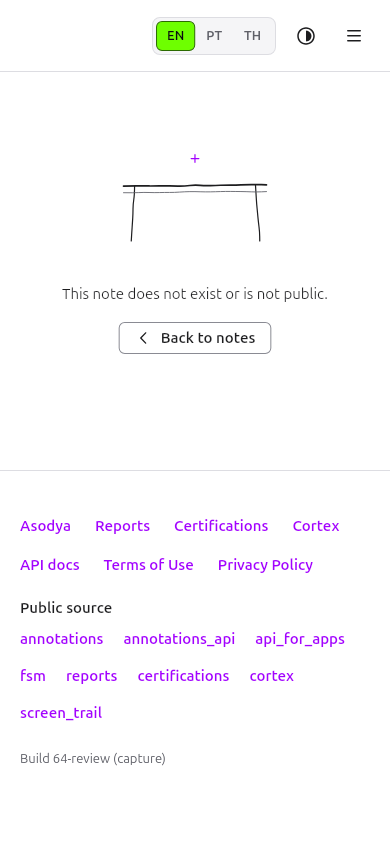 EN PT TH
This note does not exist or is not public.
Back to notes
Asodya Reports Certifications Cortex
API docs Terms of Use Privacy Policy
Public source
annotations annotations_api api_for_apps
fsm reports certifications cortex
screen_trail
Build 64-review (capture)